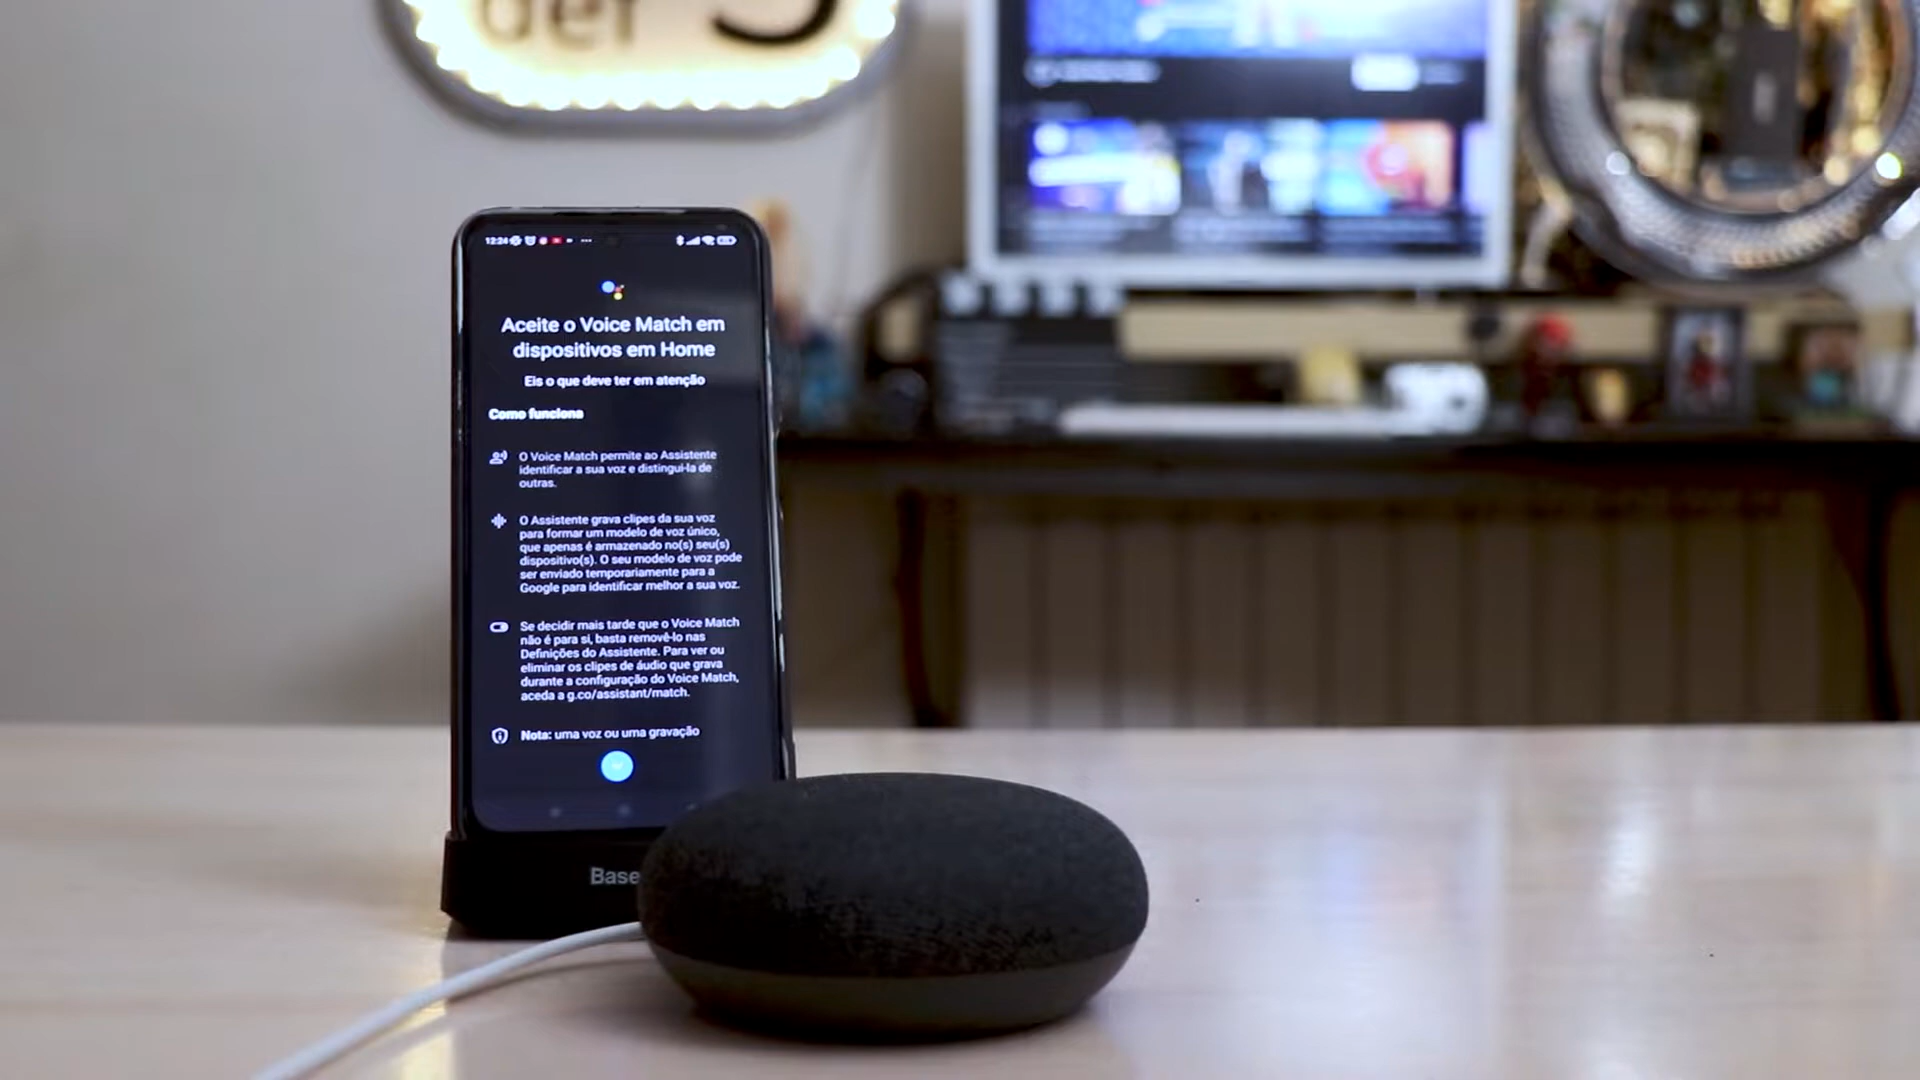 der
12:24
Aceite o Voice Match em
dispositivos em Home
Eis o que deve ter em atenção
Como funciona
O Voice Match permite ao Assistente
identificar a sua voz e distingui-la de
outras.
O Assistente grava clipes da sua voz
para formar um modelo de voz único,
que apenas é armazenado no(s) seu(s)
dispositivo(s). O seu modelo de voz pode
ser enviado temporariamente para a
Google para identificar melhor a sua voz.
Se decidir mais tarde que o Voice Match
não é para si, basta removê-lo nas
Definições do Assistente. Para ver ou
eliminar os clipes de áudio que grava
durante a configuração do Voice Match,
aceda a g.co/assistant/match.
Nota: uma voz ou uma gravação
Base